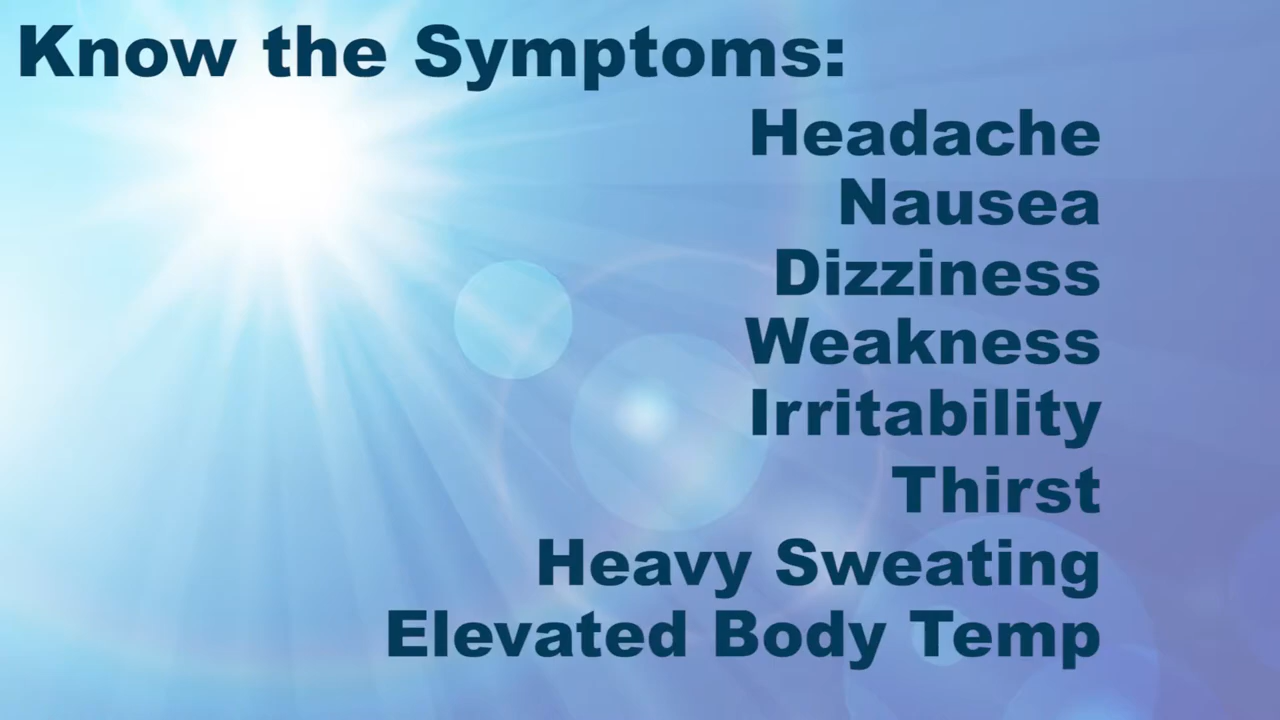 Know the Symptoms:
Headache
Nausea
Dizziness
Weakness
Irritability
Thirst
Heavy Sweating
Elevated Body Temp